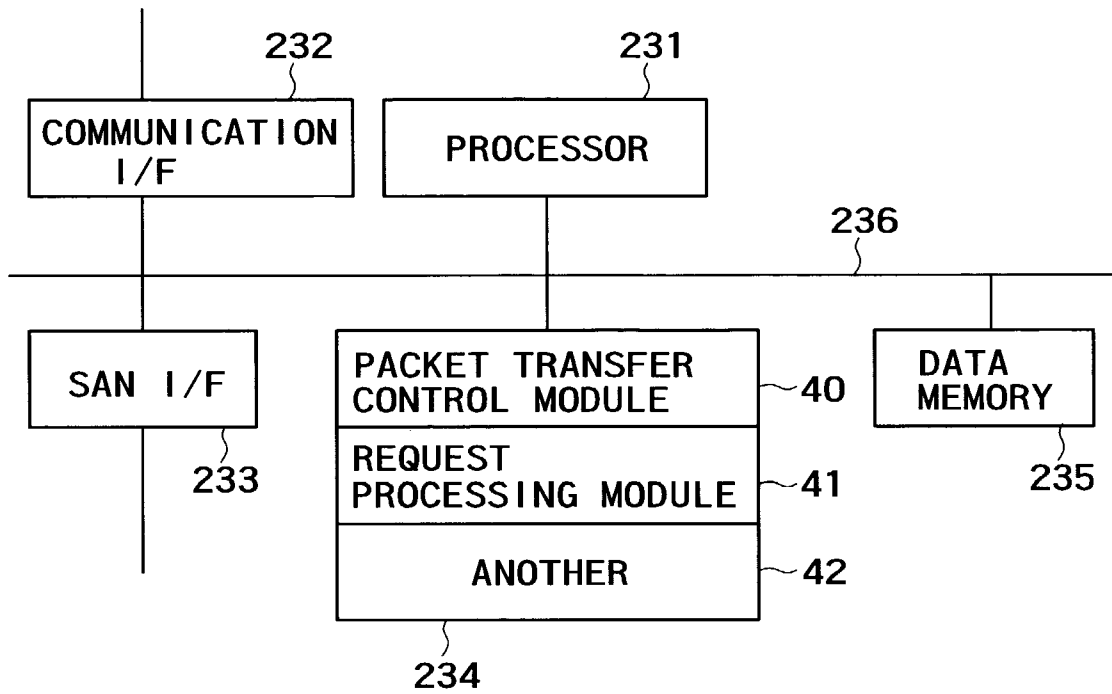 232
231
COMMUNICATION
I/F
PROCESSOR
236
SAN I/F
233
PACKET TRANSFER
CONTROL MODULE
40
REQUEST
PROCESSING MODULE
41
ANOTHER
42
234
DATA
MEMORY
235